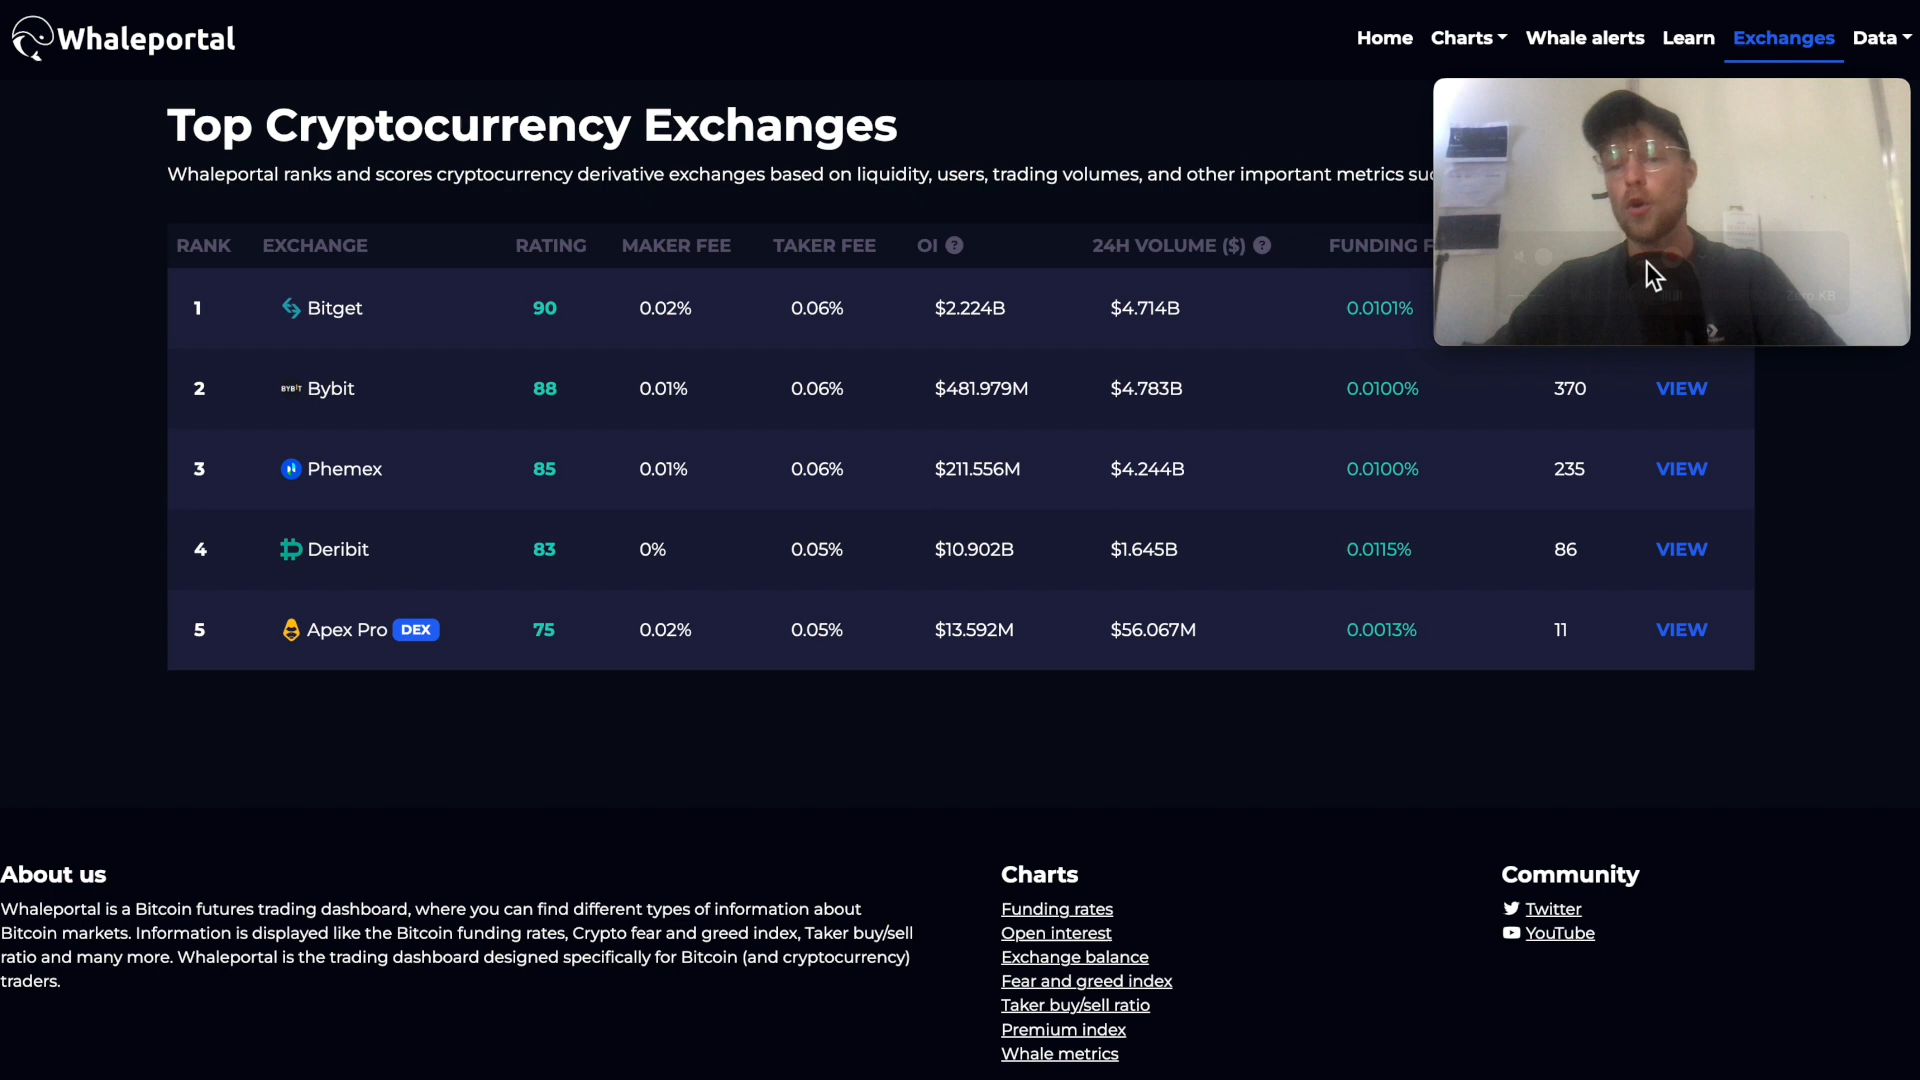 Whaleportal
Home Charts Whale alerts Learn Exchanges Data
Top Cryptocurrency Exchanges
Whaleportal ranks and scores cryptocurrency derivative exchanges based on liquidity, users, trading volumes, and other important metrics
RANK EXCHANGE RATING MAKER FEE TAKER FEE OI ? 24H VOLUME ($) ? FUNDING
1 Bitget 90 0.02% 0.06% $2.224B $4.714B 0.0101%
2 BYBIT Bybit 88 0.01% 0.06% $481.979M $4.783B 0.0100% 370 VIEW
3 Phemex 85 0.01% 0.06% $211.556M $4.244B 0.0100% 235 VIEW
4 Deribit 83 0% 0.05% $10.902B $1.645B 0.0115% 86 VIEW
5 Apex Pro DEX 75 0.02% 0.05% $13.592M $56.067M 0.0013% 11 VIEW
Zero KB
About us
Whaleportal is a Bitcoin futures trading dashboard, where you can find different types of information about
Bitcoin markets. Information is displayed like the Bitcoin funding rates, Crypto fear and greed index, Taker buy/sell
ratio and many more. Whaleportal is the trading dashboard designed specifically for Bitcoin (and cryptocurrency)
traders.
Charts
Funding rates
Open interest
Exchange balance
Fear and greed index
Taker buy/sell ratio
Premium index
Whale metrics
Community
Twitter
YouTube